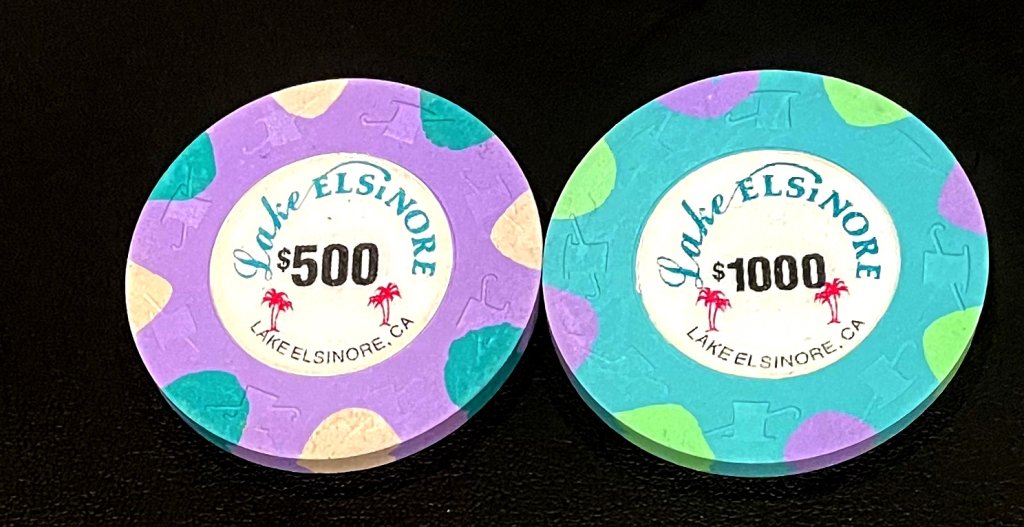 Lake ELSiNORE
$500
LAKE ELSINORE, CA
Lake ELSiNORE
$1000
LAKE ELSINORE, CA